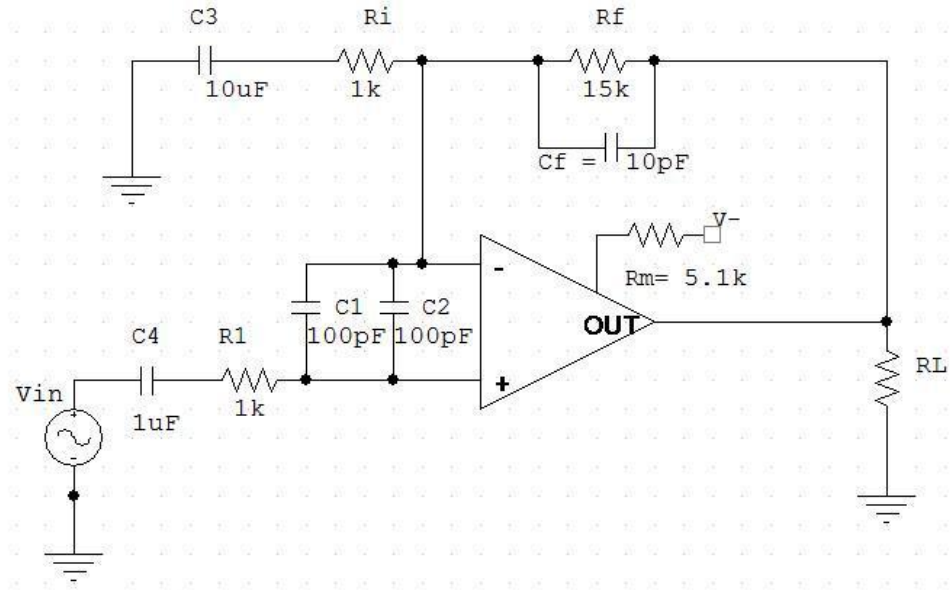 C3
Ri
Rf
10uF
1k
15k
Cf =
10pF
V-
-
Rm= 5.1k
C1
C2
100pF
100pF
OUT
C4
R1
RL
Vin
+
1uF
1k